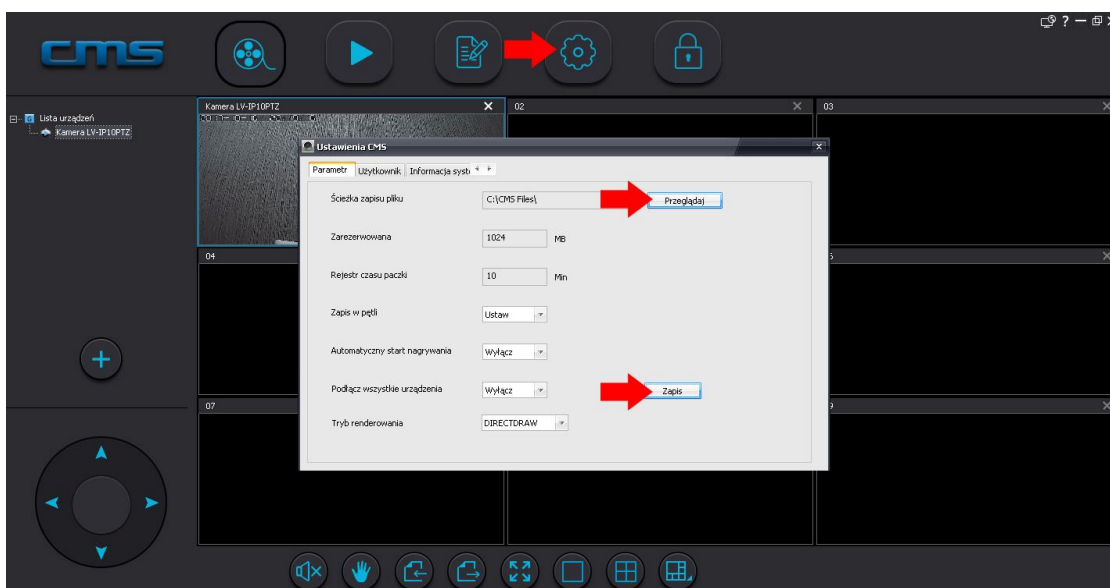 cms
?
Lista urządzeń
Kamera LV-IP10PTZ
Kamera LV-IP10PTZ
02
03
Ustawienia CMS
Parametr Użytkownik Informacja syst
Ścieżka zapisu pliku C:\CMS Files\ Przeglądaj
Zarezerwowana 1024 MB
Rejestr czasu paczki 10 Min
Zapis w pętli Ustaw
Automatyczny start nagrywania Wyłącz
Podłącz wszystkie urządzenia Wyłącz Zapis
Tryb renderowania DIRECTDRAW
04
07